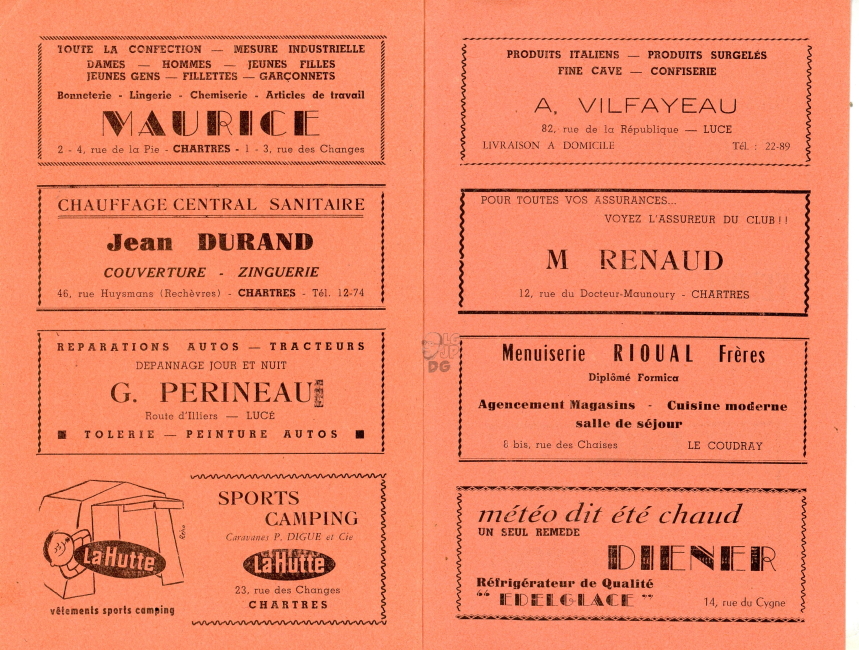 TOUTE LA CONFECTION — MESURE INDUSTRIELLE
DAMES — HOMMES — JEUNES FILLES
JEUNES GENS — FILLETTES — GARÇONNETS
Bonneterie - Lingerie - Chemiserie - Articles de travail
MAURICE
2 - 4, rue de la Pie - CHARTRES - 1 - 3, rue des Changes
CHAUFFAGE CENTRAL SANITAIRE
Jean DURAND
COUVERTURE - ZINGUERIE
46, rue Huysmans (Rechèvres) - CHARTRES - Tél. 12-74
REPARATIONS AUTOS — TRACTEURS
DEPANNAGE JOUR ET NUIT
G. PERINEAU
Route d'Illiers — LUCÉ
TOLERIE — PEINTURE AUTOS
LaHutte
vêtements sports camping
SPORTS
CAMPING
Caravanes P. DIGUE et Cie
LaHutte
23, rue des Changes
CHARTRES
PRODUITS ITALIENS — PRODUITS SURGELÉS
FINE CAVE — CONFISERIE
A. VILFAYEAU
82, rue de la République — LUCE
LIVRAISON A DOMICILE Tél. : 22-89
POUR TOUTES VOS ASSURANCES...
VOYEZ L'ASSUREUR DU CLUB !!
M RENAUD
12, rue du Docteur-Maunoury - CHARTRES
Menuiserie RIOUAL Frères
Diplômé Formica
Agencement Magasins - Cuisine moderne
salle de séjour
8 bis, rue des Chaises LE COUDRAY
météo dit été chaud
UN SEUL REMEDE
DIENER
Réfrigérateur de Qualité
“ EDELGLACE ” 14, rue du Cygne
DG